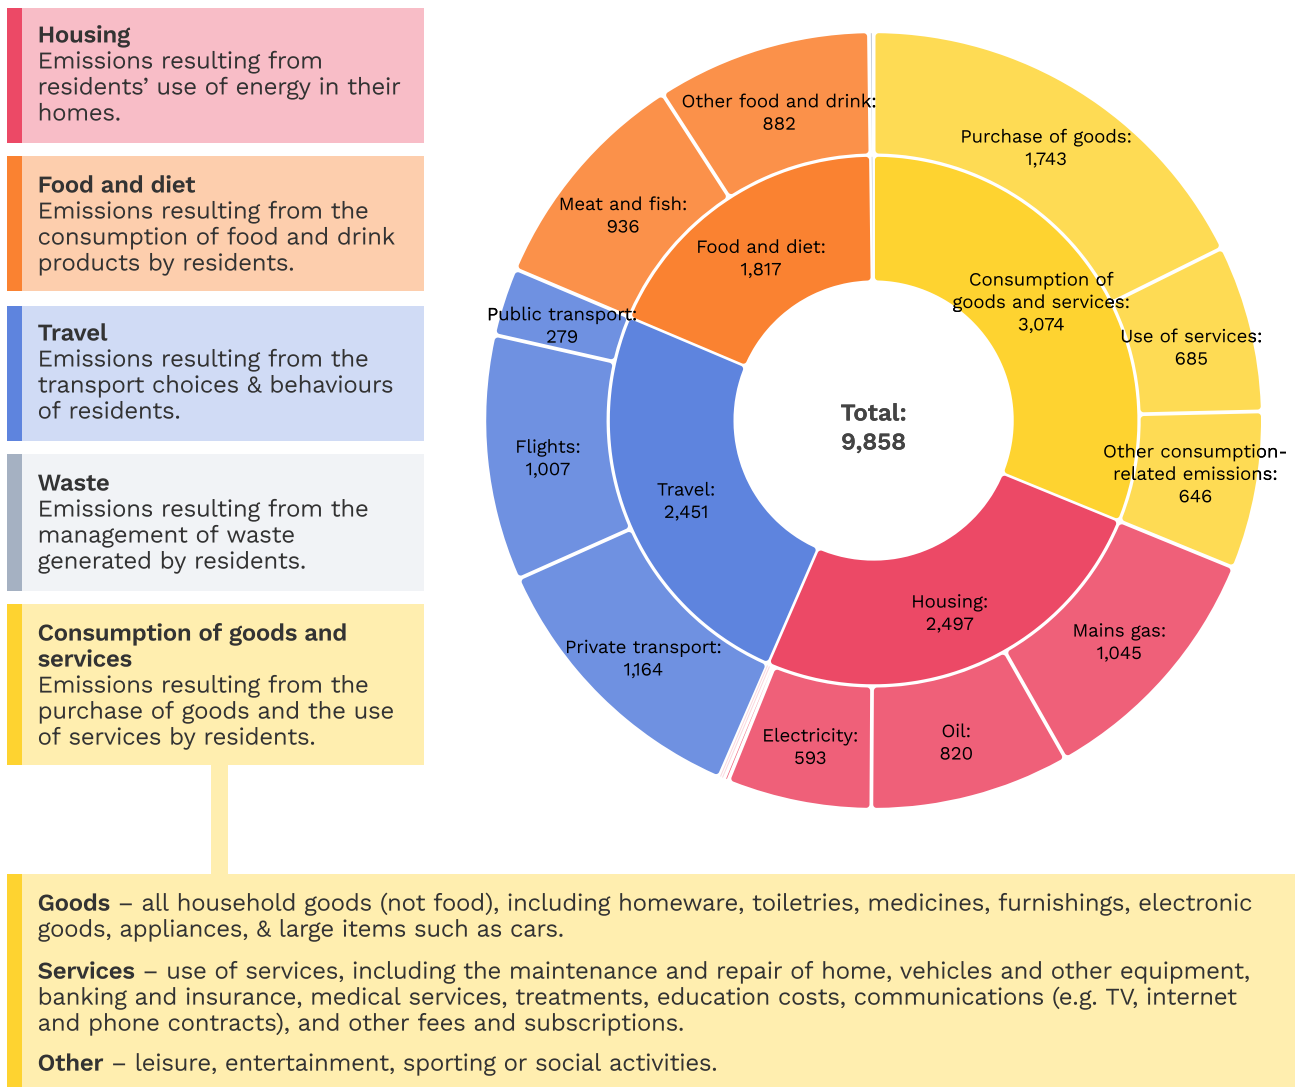 Housing
Emissions resulting from
residents’ use of energy in their
homes.
Food and diet
Emissions resulting from the
consumption of food and drink
products by residents.
Travel
Emissions resulting from the
transport choices & behaviours
of residents.
Waste
Emissions resulting from the
management of waste
generated by residents.
Consumption of goods and
services
Emissions resulting from the
purchase of goods and the use
of services by residents.
Other food and drink:
882
Purchase of goods:
1,743
Meat and fish:
936
Food and diet:
1,817
Consumption of
goods and services:
3,074
Public transport:
279
Use of services:
685
Total:
9,858
Flights:
1,007
Travel:
2,451
Other consumption-
related emissions:
646
Housing:
2,497
Mains gas:
1,045
Private transport:
1,164
Electricity:
593
Oil:
820
Goods – all household goods (not food), including homeware, toiletries, medicines, furnishings, electronic
goods, appliances, & large items such as cars.
Services – use of services, including the maintenance and repair of home, vehicles and other equipment,
banking and insurance, medical services, treatments, education costs, communications (e.g. TV, internet
and phone contracts), and other fees and subscriptions.
Other – leisure, entertainment, sporting or social activities.